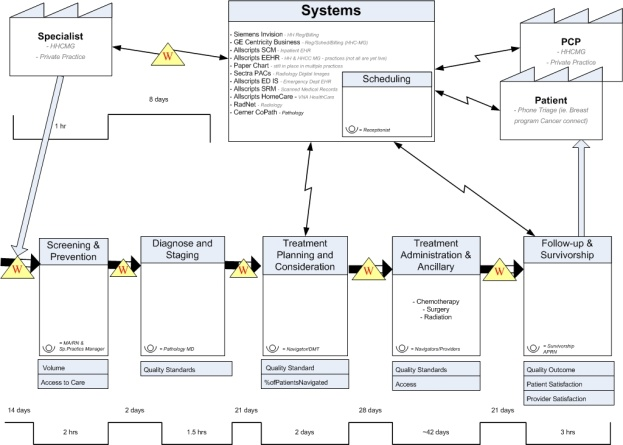 Systems
Specialist
- HHCMG
- Private Practice
W
8 days
1 hr
- Siemens Invision - HH Reg/Billing
- GE Centricity Business - Reg/Sched/Billing (HHC MG)
- Allscripts SCM - Inpatient EHR
- Allscripts EEHR - HH & HHCC MG - practices (not all are yet live)
- Paper Chart - still in place in multiple practices
- Sectra PACs - Radiology Digital Images
- Allscripts ED IS - Emergency Dept EHR
- Allscripts SRM - Scanned Medical Records
- Allscripts HomeCare - VNA HealthCare
- RadNet - Radiology
- Cerner CoPath - Pathology
Scheduling
= Receptionist
PCP
- HHCMG
- Private Practice
Patient
- Phone Triage (ie. Breast
program Cancer connect)
W
Screening &
Prevention
= MA/RN &
Sp.Practics Manager
Volume
Access to Care
W
Diagnose and
Staging
= Pathology MD
Quality Standards
W
Treatment
Planning and
Consideration
= Navigator/DMT
Quality Standard
%ofPatientsNavigated
W
Treatment
Administration &
Ancillary
- Chemotherapy
- Surgery
- Radiation
= Navigators/Providers
Quality Standards
Access
W
Follow-up &
Survivorship
= Survivorship
APRN
Quality Outcome
Patient Satisfaction
Provider Satisfaction
14 days
2 hrs
2 days
1.5 hrs
21 days
2 days
28 days
~42 days
21 days
3 hrs